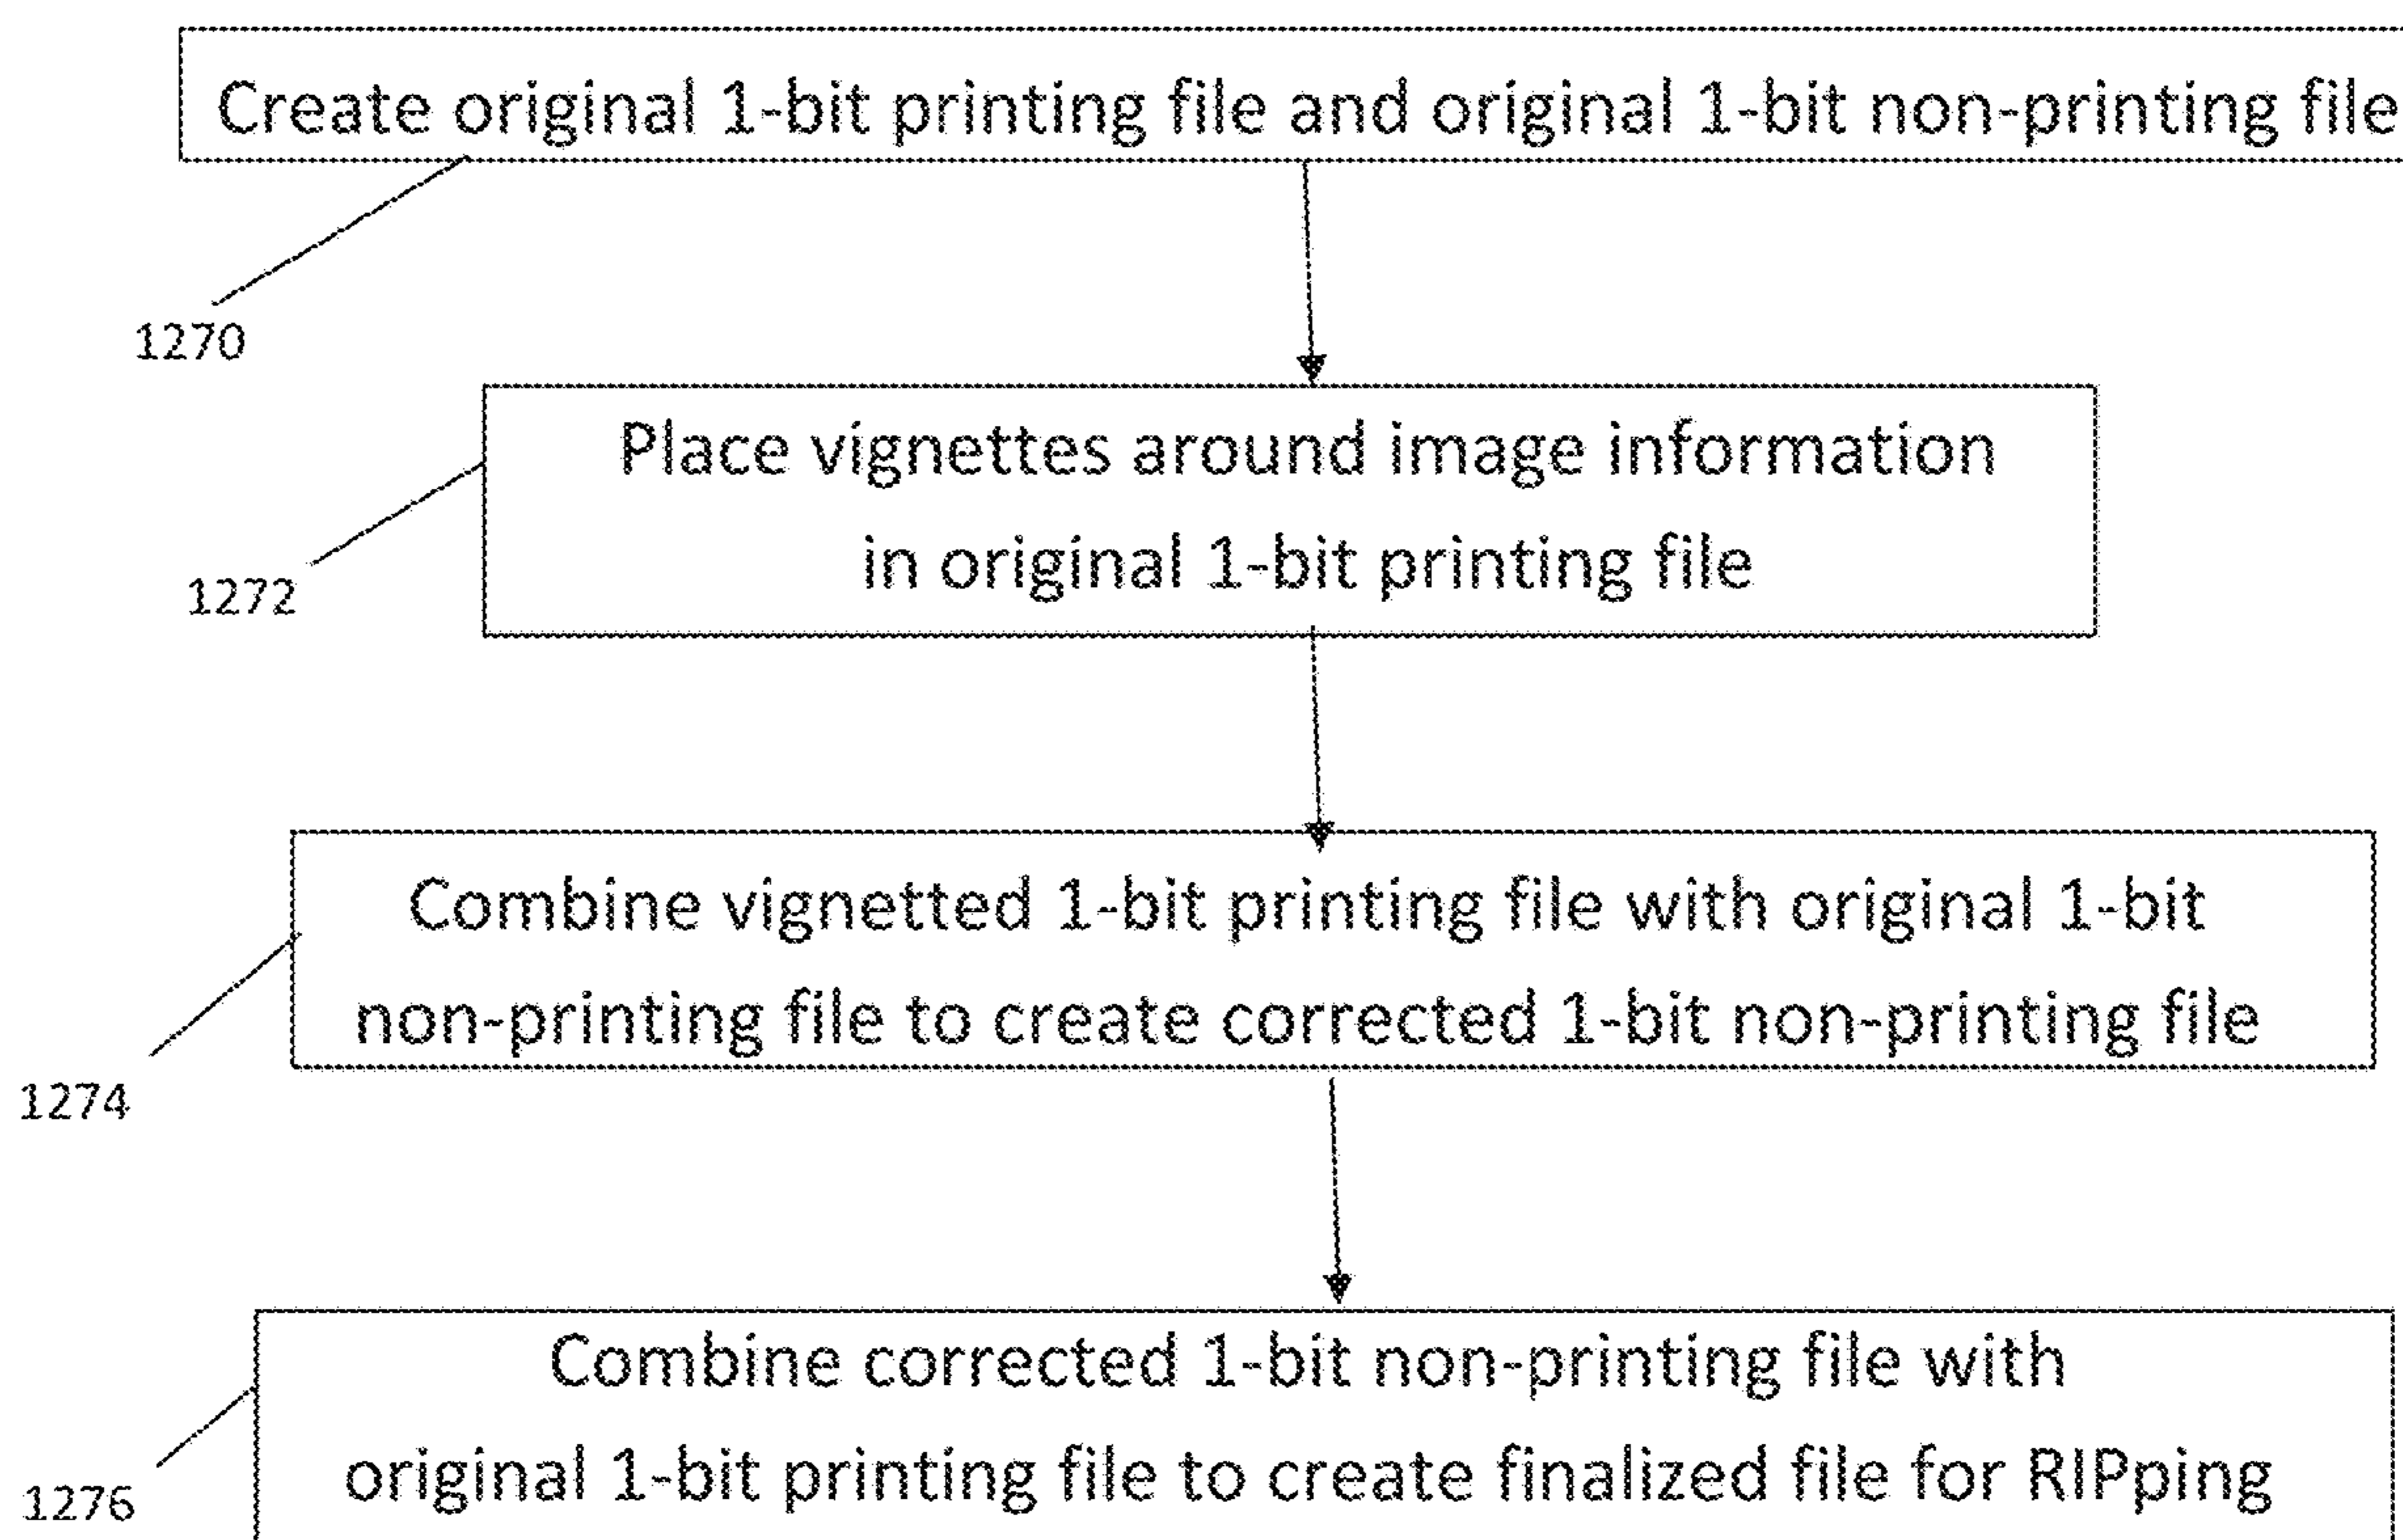 Create original 1-bit printing file and original 1-bit non-printing file
1270
Place vignettes around image information
in original 1-bit printing file
1272
Combine vignetted 1-bit printing file with original 1-bit
non-printing file to create corrected 1-bit non-printing file
1274
Combine corrected 1-bit non-printing file with
original 1-bit printing file to create finalized file for RIPping
1276